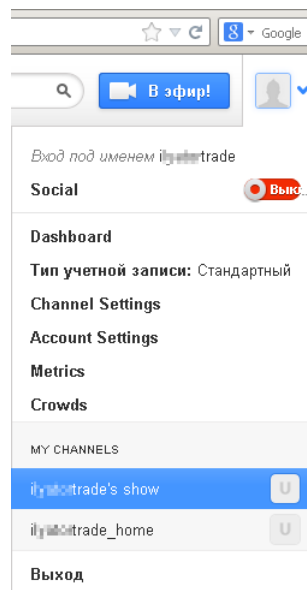 Google
В эфир!
Вход под именем trade
Social
Вык
Dashboard
Тип учетной записи: Стандартный
Channel Settings
Account Settings
Metrics
Crowds
MY CHANNELS
trade's show U
trade_home U
Выход